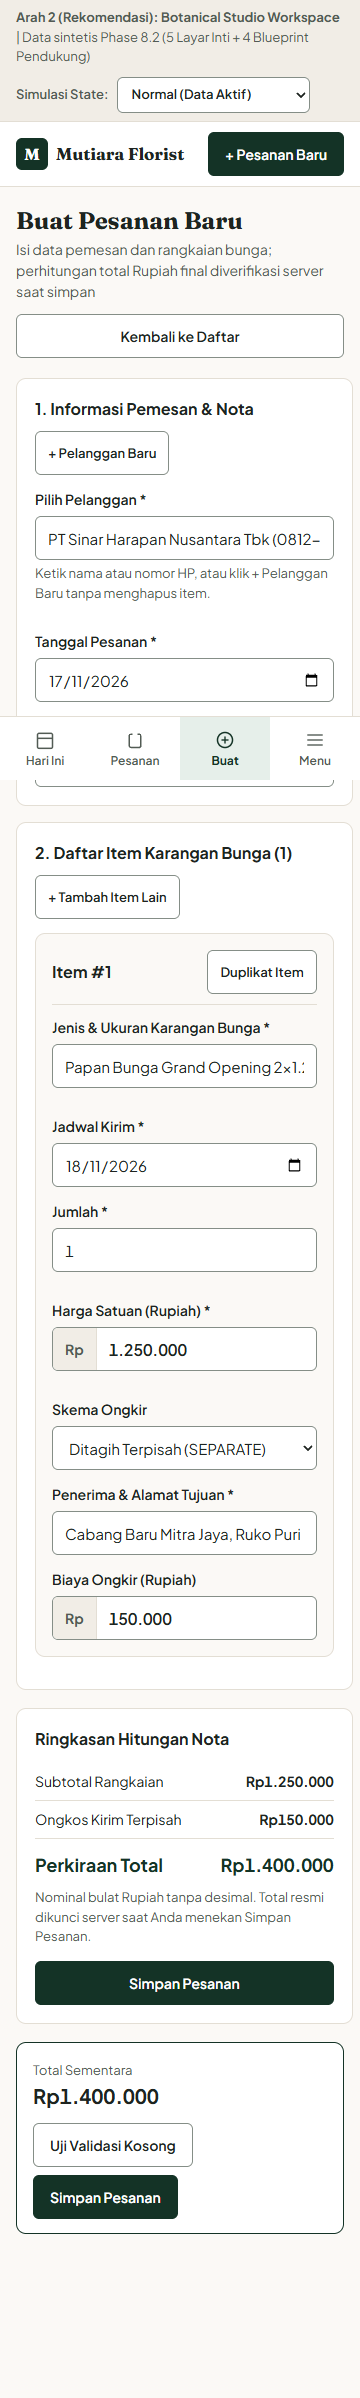 Arah 2 (Rekomendasi): Botanical Studio Workspace
| Data sintetis Phase 8.2 (5 Layar Inti + 4 Blueprint
Pendukung)
Simulasi State: Normal (Data Aktif)
M Mutiara Florist + Pesanan Baru
Buat Pesanan Baru
Isi data pemesan dan rangkaian bunga;
perhitungan total Rupiah final diverifikasi server
saat simpan
Kembali ke Daftar
1. Informasi Pemesan & Nota
+ Pelanggan Baru
Pilih Pelanggan *
PT Sinar Harapan Nusantara Tbk (0812–
Ketik nama atau nomor HP, atau klik + Pelanggan
Baru tanpa menghapus item.
Tanggal Pesanan *
17/11/2026
Hari Ini Pesanan Buat Menu
2. Daftar Item Karangan Bunga (1)
+ Tambah Item Lain
Item #1 Duplikat Item
Jenis & Ukuran Karangan Bunga *
Papan Bunga Grand Opening 2×1.2
Jadwal Kirim *
18/11/2026
Jumlah *
1
Harga Satuan (Rupiah) *
Rp 1.250.000
Skema Ongkir
Ditagih Terpisah (SEPARATE)
Penerima & Alamat Tujuan *
Cabang Baru Mitra Jaya, Ruko Puri
Biaya Ongkir (Rupiah)
Rp 150.000
Ringkasan Hitungan Nota
Subtotal Rangkaian Rp1.250.000
Ongkos Kirim Terpisah Rp150.000
Perkiraan Total Rp1.400.000
Nominal bulat Rupiah tanpa desimal. Total resmi
dikunci server saat Anda menekan Simpan
Pesanan.
Simpan Pesanan
Total Sementara
Rp1.400.000
Uji Validasi Kosong
Simpan Pesanan